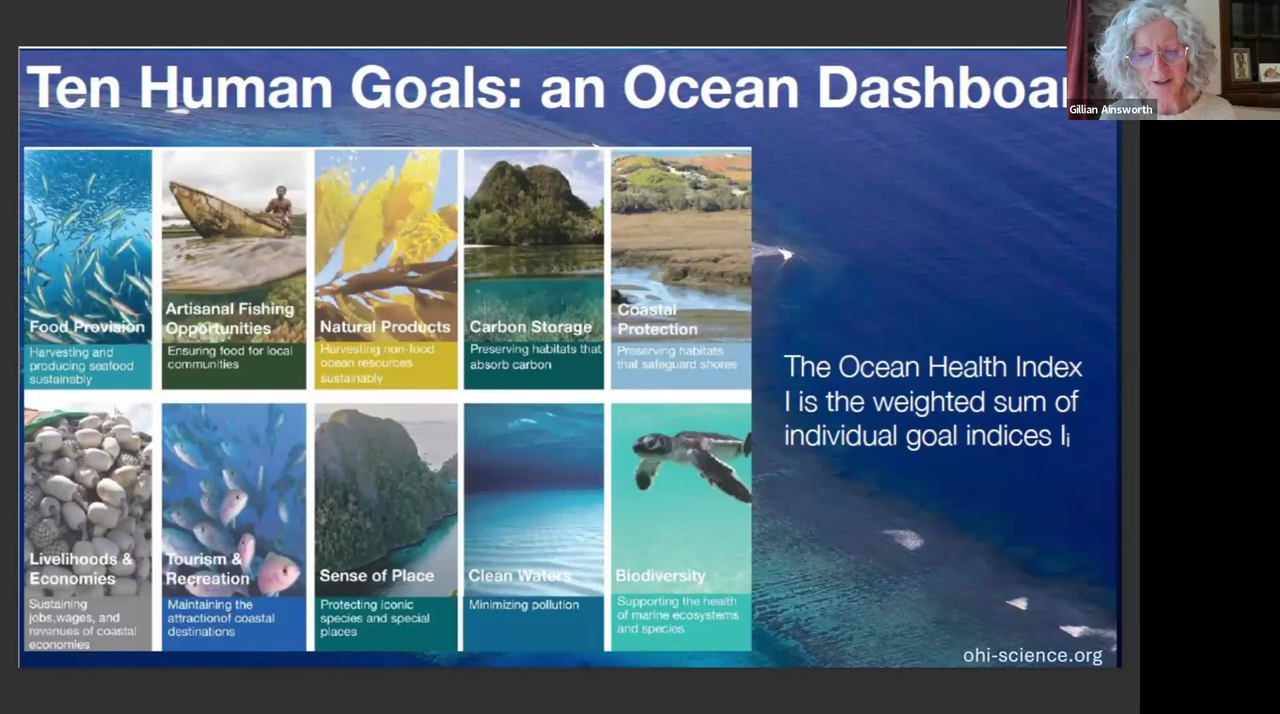 Ten Human Goals: an Ocean Dashboar
Gillian Ainsworth
Food Provision
Harvesting and
producing seafood
sustainably
Artisanal Fishing
Opportunities
Ensuring food for local
communities
Natural Products
Harvesting non-food
ocean resources
sustainably
Carbon Storage
Preserving habitats that
absorb carbon
Coastal
Protection
Preserving habitats
that safeguard shores
Livelihoods &
Economies
Sustaining
jobs,wages, and
revenues of coastal
economies
Tourism &
Recreation
Maintaining the
attractionof coastal
destinations
Sense of Place
Protecting iconic
species and special
places
Clean Waters
Minimizing pollution
Biodiversity
Supporting the health
of marine ecosystems
and species
The Ocean Health Index
I is the weighted sum of
individual goal indices Ii
ohi-science.org